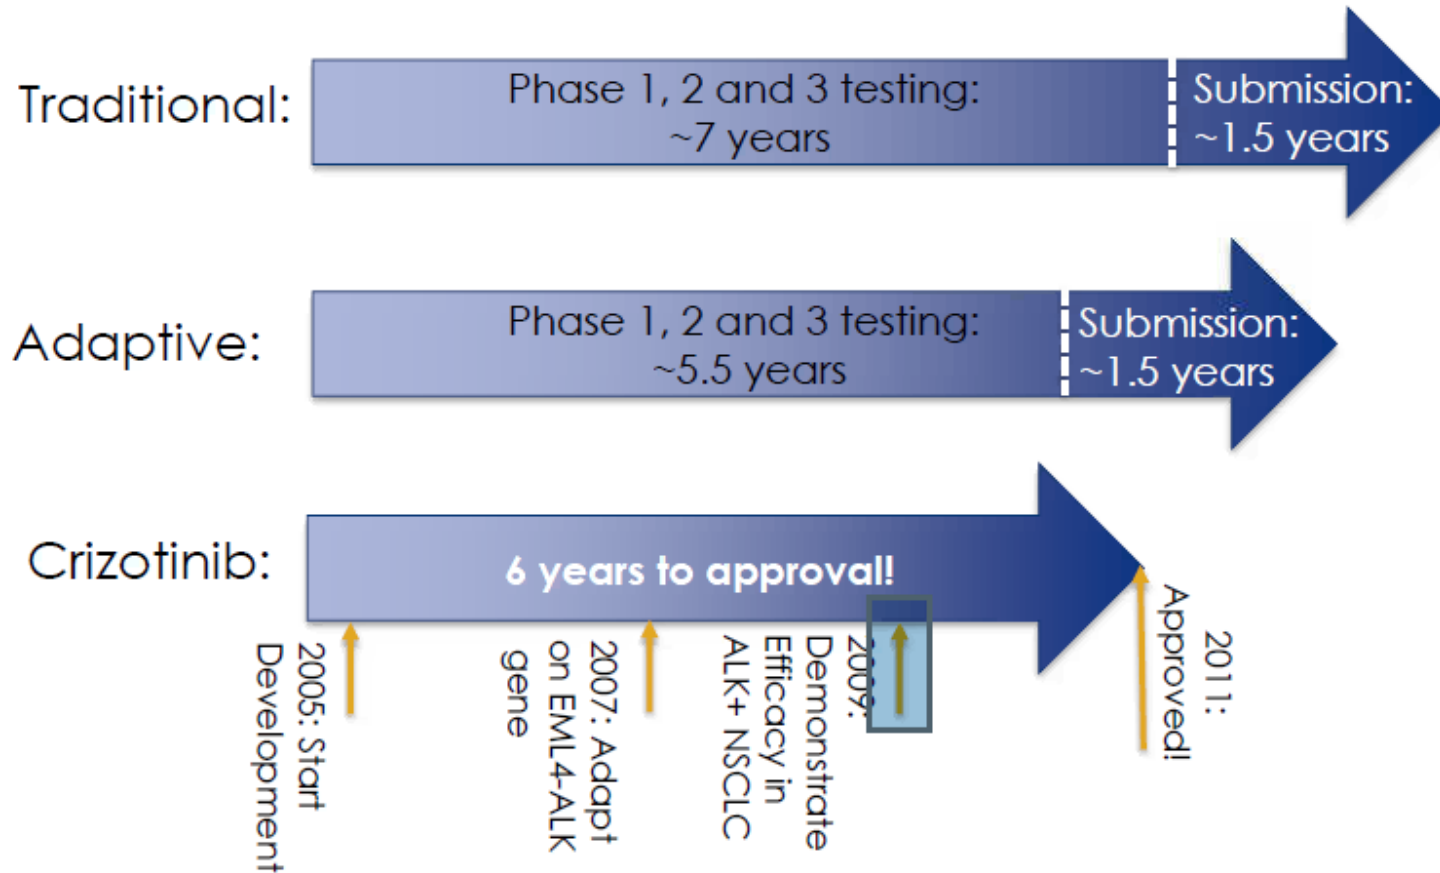 Traditional:
Phase 1, 2 and 3 testing:
~7 years
Submission:
~1.5 years
Adaptive:
Phase 1, 2 and 3 testing:
~5.5 years
Submission:
~1.5 years
Crizotinib:
6 years to approval!
2005: Start
Development
2007: Adapt
on EML4-ALK
gene
2009:
Demonstrate
Efficacy in
ALK+ NSCLC
2011:
Approved!